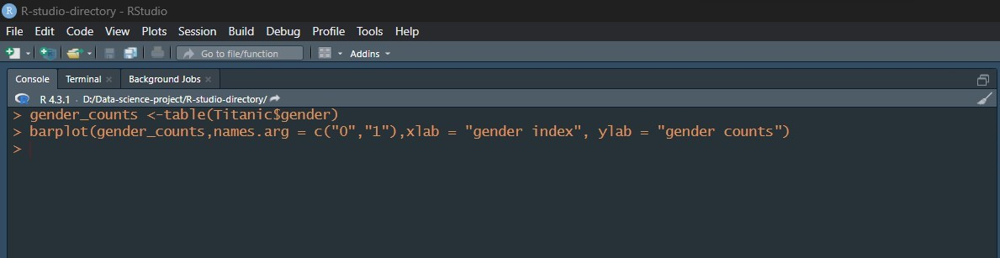 R R-studio-directory - RStudio
File Edit Code View Plots Session Build Debug Profile Tools Help
Go to file/function Addins
Console Terminal Background Jobs
R 4.3.1 · D:/Data-science-project/R-studio-directory/
> gender_counts <-table(Titanic$gender)
> barplot(gender_counts,names.arg = c("0","1"),xlab = "gender index", ylab = "gender counts")
>